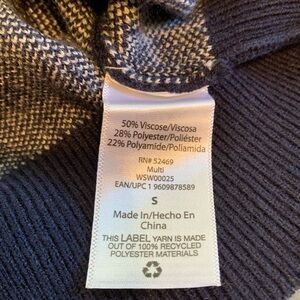 50% Viscose/Viscosa
28% Polyester/Poliéster
22% Polyamide/Poliamida
RN# 52469
Multi
WSW00025
EAN/UPC 1 9609878589
S
Made In/Hecho En
China
THIS LABEL YARN IS MADE
OUT OF 100% RECYCLED
POLYESTER MATERIALS